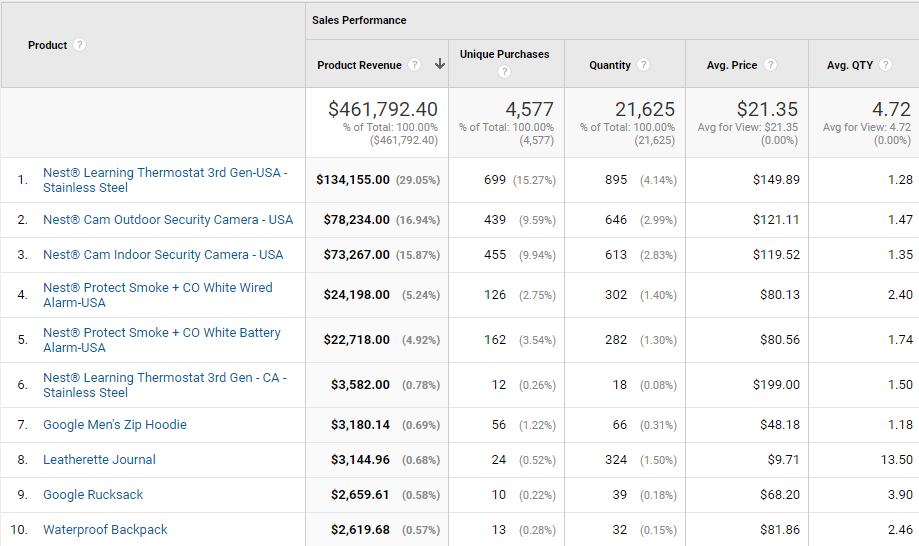 Sales Performance
Product ?
Product Revenue ? ↓
Unique Purchases ?
Quantity ?
Avg. Price ?
Avg. QTY ?
$461,792.40
% of Total: 100.00%
($461,792.40)
4,577
% of Total: 100.00%
(4,577)
21,625
% of Total: 100.00%
(21,625)
$21.35
Avg for View: $21.35
(0.00%)
4.72
Avg for View: 4.72
(0.00%)
1. Nest® Learning Thermostat 3rd Gen-USA -
Stainless Steel
$134,155.00 (29.05%) 699 (15.27%) 895 (4.14%) $149.89 1.28
2. Nest® Cam Outdoor Security Camera - USA $78,234.00 (16.94%) 439 (9.59%) 646 (2.99%) $121.11 1.47
3. Nest® Cam Indoor Security Camera - USA $73,267.00 (15.87%) 455 (9.94%) 613 (2.83%) $119.52 1.35
4. Nest® Protect Smoke + CO White Wired
Alarm-USA
$24,198.00 (5.24%) 126 (2.75%) 302 (1.40%) $80.13 2.40
5. Nest® Protect Smoke + CO White Battery
Alarm-USA
$22,718.00 (4.92%) 162 (3.54%) 282 (1.30%) $80.56 1.74
6. Nest® Learning Thermostat 3rd Gen - CA -
Stainless Steel
$3,582.00 (0.78%) 12 (0.26%) 18 (0.08%) $199.00 1.50
7. Google Men's Zip Hoodie $3,180.14 (0.69%) 56 (1.22%) 66 (0.31%) $48.18 1.18
8. Leatherette Journal $3,144.96 (0.68%) 24 (0.52%) 324 (1.50%) $9.71 13.50
9. Google Rucksack $2,659.61 (0.58%) 10 (0.22%) 39 (0.18%) $68.20 3.90
10. Waterproof Backpack $2,619.68 (0.57%) 13 (0.28%) 32 (0.15%) $81.86 2.46